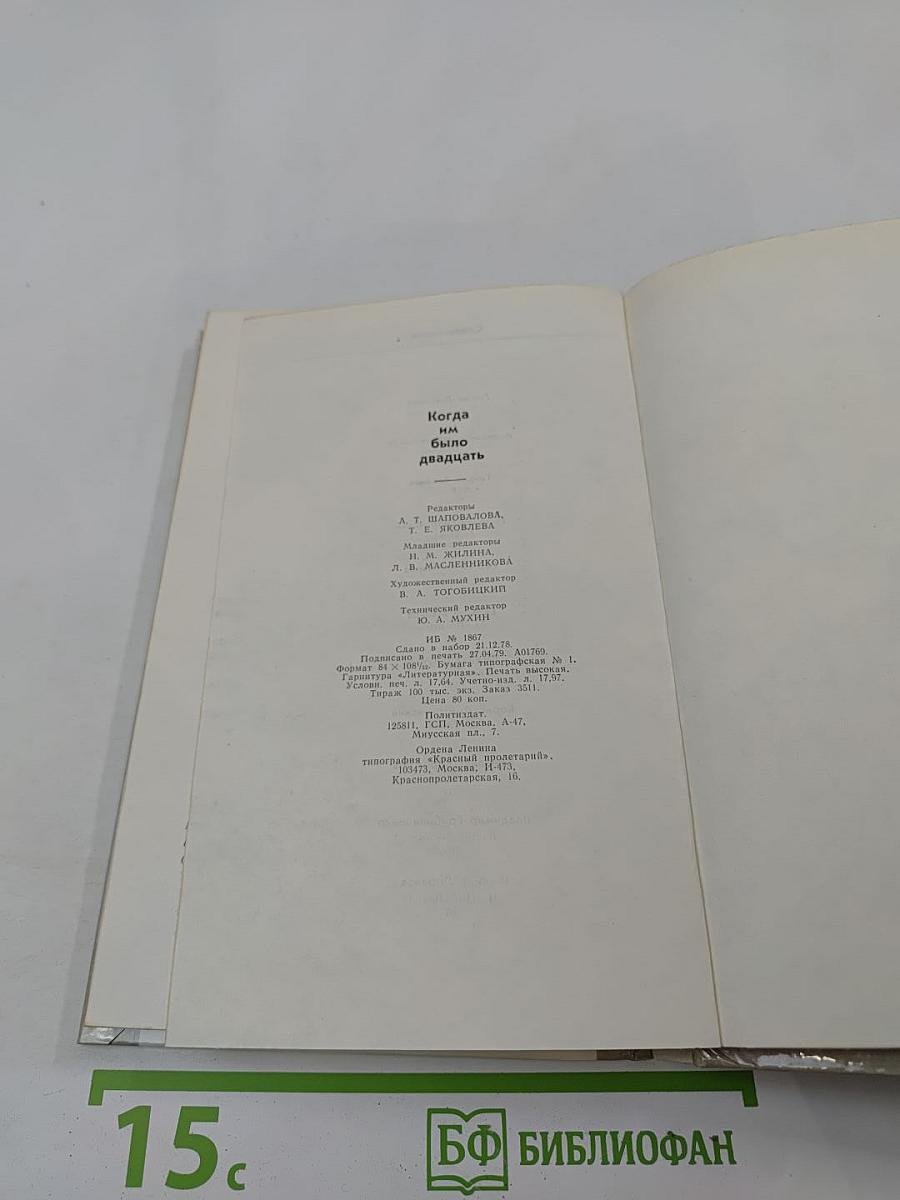 Когда
им
было
двадцать
Редакторы
А. Т. ШАПОВАЛОВА,
Т. Е. ЯКОВЛЕВА
Младшие редакторы
Н. М. ЖИЛИНА,
Л. В. МАСЛЕННИКОВА
Художественный редактор
В. А. ТОГОБИЦКИЙ
Технический редактор
Ю. А. МУХИН
ИБ № 1867
Сдано в набор 21.12.78.
Подписано в печать 27.04.79. А01769.
Формат 84 × 108¹/₃₂. Бумага типографская № 1.
Гарнитура «Литературная». Печать высокая.
Условн. печ. л. 17,64. Учетно-изд. л. 17,97.
Тираж 100 тыс. экз. Заказ 3511.
Цена 80 коп.
Политиздат.
125811, ГСП, Москва, А-47,
Миусская пл., 7.
Ордена Ленина
типография «Красный пролетарий».
103473, Москва, И-473,
Краснопролетарская, 16.
15 с
БФ БИБЛИОФАН